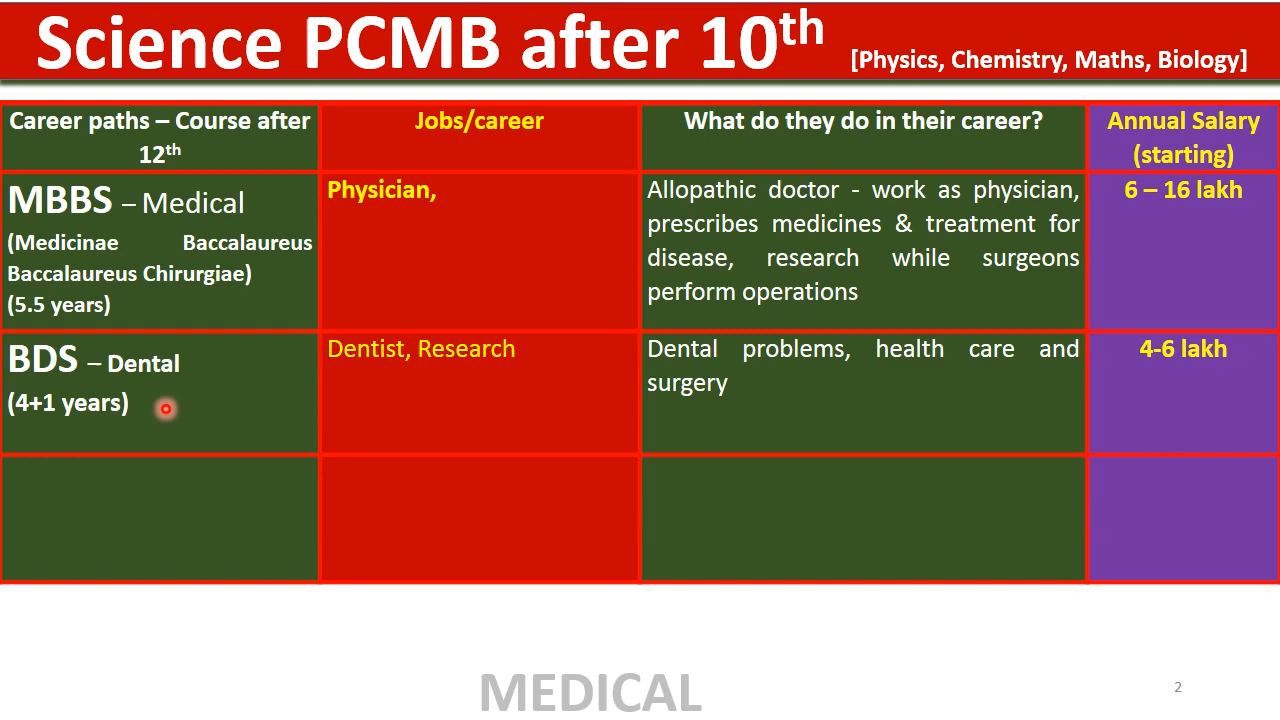 Science PCMB after 10th [Physics, Chemistry, Maths, Biology]
Career paths – Course after
12th
Jobs/career
What do they do in their career?
Annual Salary
(starting)
MBBS – Medical
(Medicinae Baccalaureus
Baccalaureus Chirurgiae)
(5.5 years)
Physician,
Allopathic doctor - work as physician,
prescribes medicines & treatment for
disease, research while surgeons
perform operations
6 – 16 lakh
BDS – Dental
(4+1 years)
Dentist, Research
Dental problems, health care and
surgery
4-6 lakh
MEDICAL
2